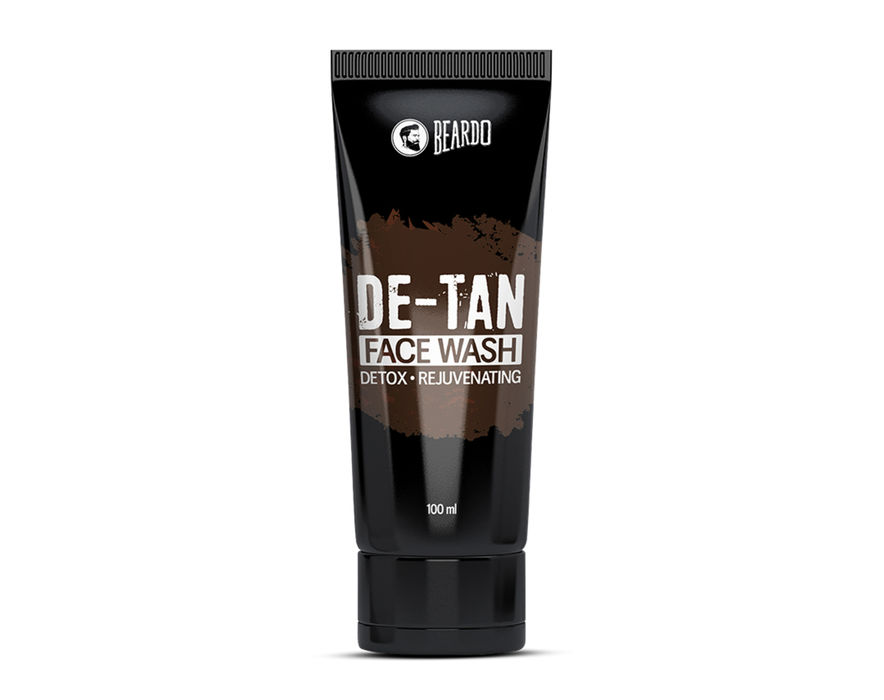 BEARDO
DE-TAN
FACE WASH
DETOX • REJUVENATING
100 ml